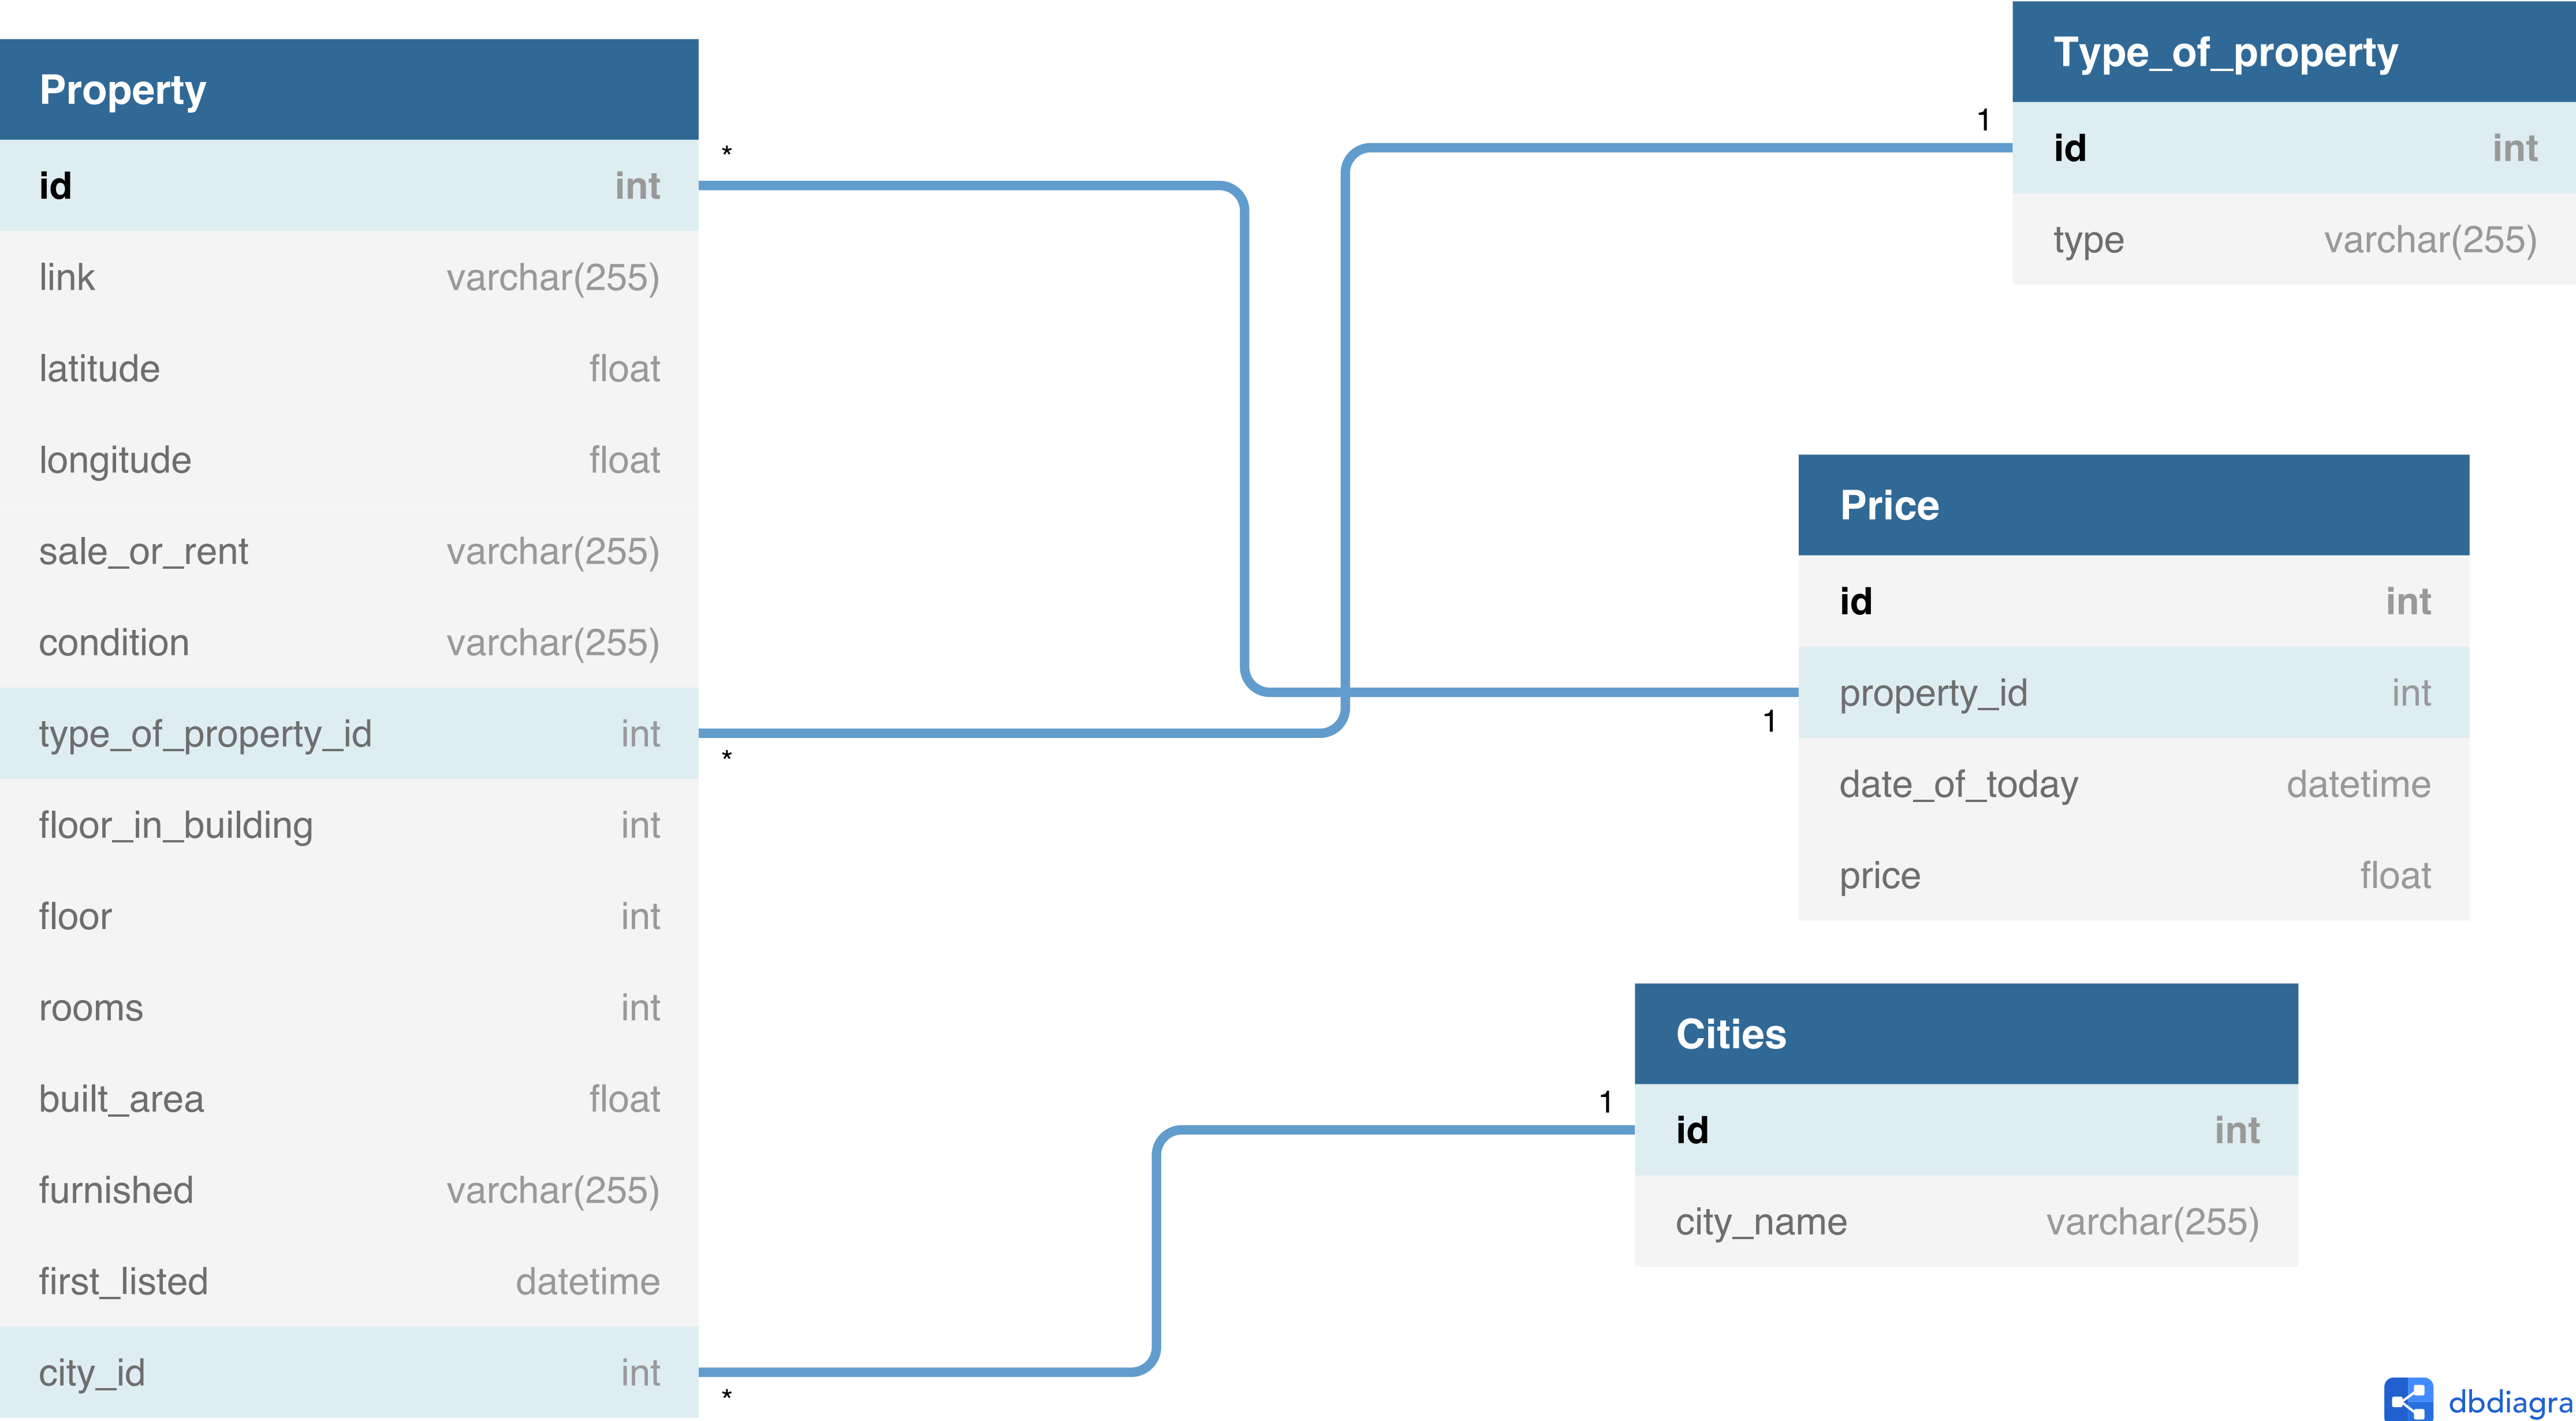 Property
id int
link varchar(255)
latitude float
longitude float
sale_or_rent varchar(255)
condition varchar(255)
type_of_property_id int
floor_in_building int
floor int
rooms int
built_area float
furnished varchar(255)
first_listed datetime
city_id int
*
*
*
1
Type_of_property
id int
type varchar(255)
1
Price
id int
property_id int
date_of_today datetime
price float
1
Cities
id int
city_name varchar(255)
dbdiagra